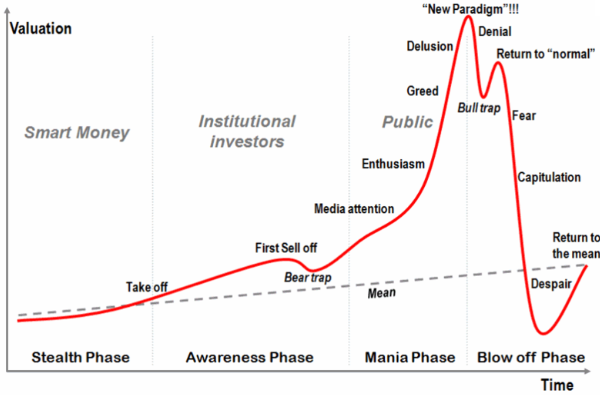 “New Paradigm”!!!
Valuation
Denial
Delusion
Return to “normal”
Greed
Bull trap
Fear
Smart Money
Institutional
investors
Public
Enthusiasm
Capitulation
Media attention
First Sell off
Return to
the mean
Bear trap
Take off
Mean
Despair
Stealth Phase
Awareness Phase
Mania Phase
Blow off Phase
Time